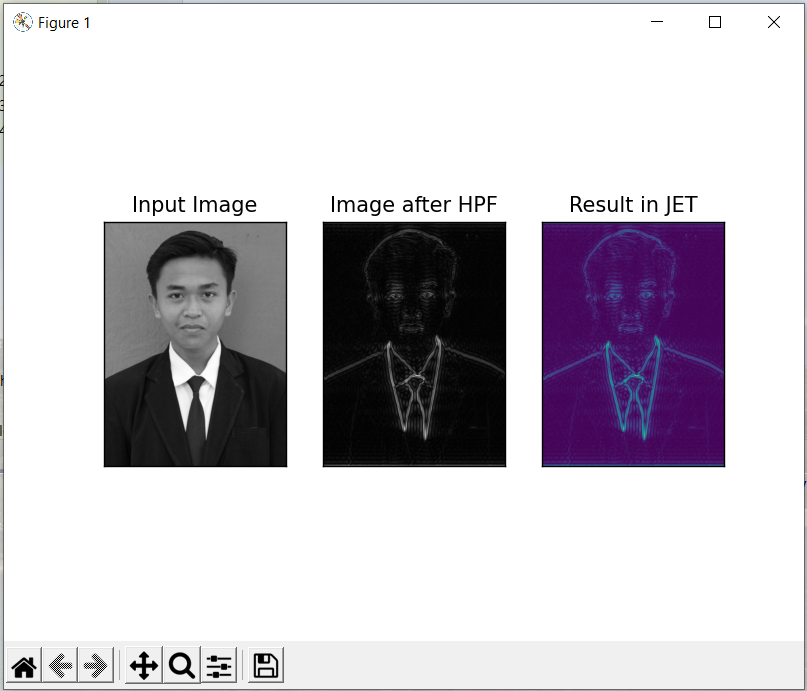 Figure 1
Input Image
Image after HPF
Result in JET